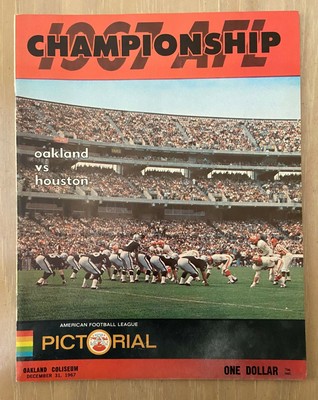 1967 AFL
CHAMPIONSHIP
oakland
vs
houston
AMERICAN FOOTBALL LEAGUE
PICTORIAL
OAKLAND COLISEUM
DECEMBER 31, 1967
ONE DOLLAR